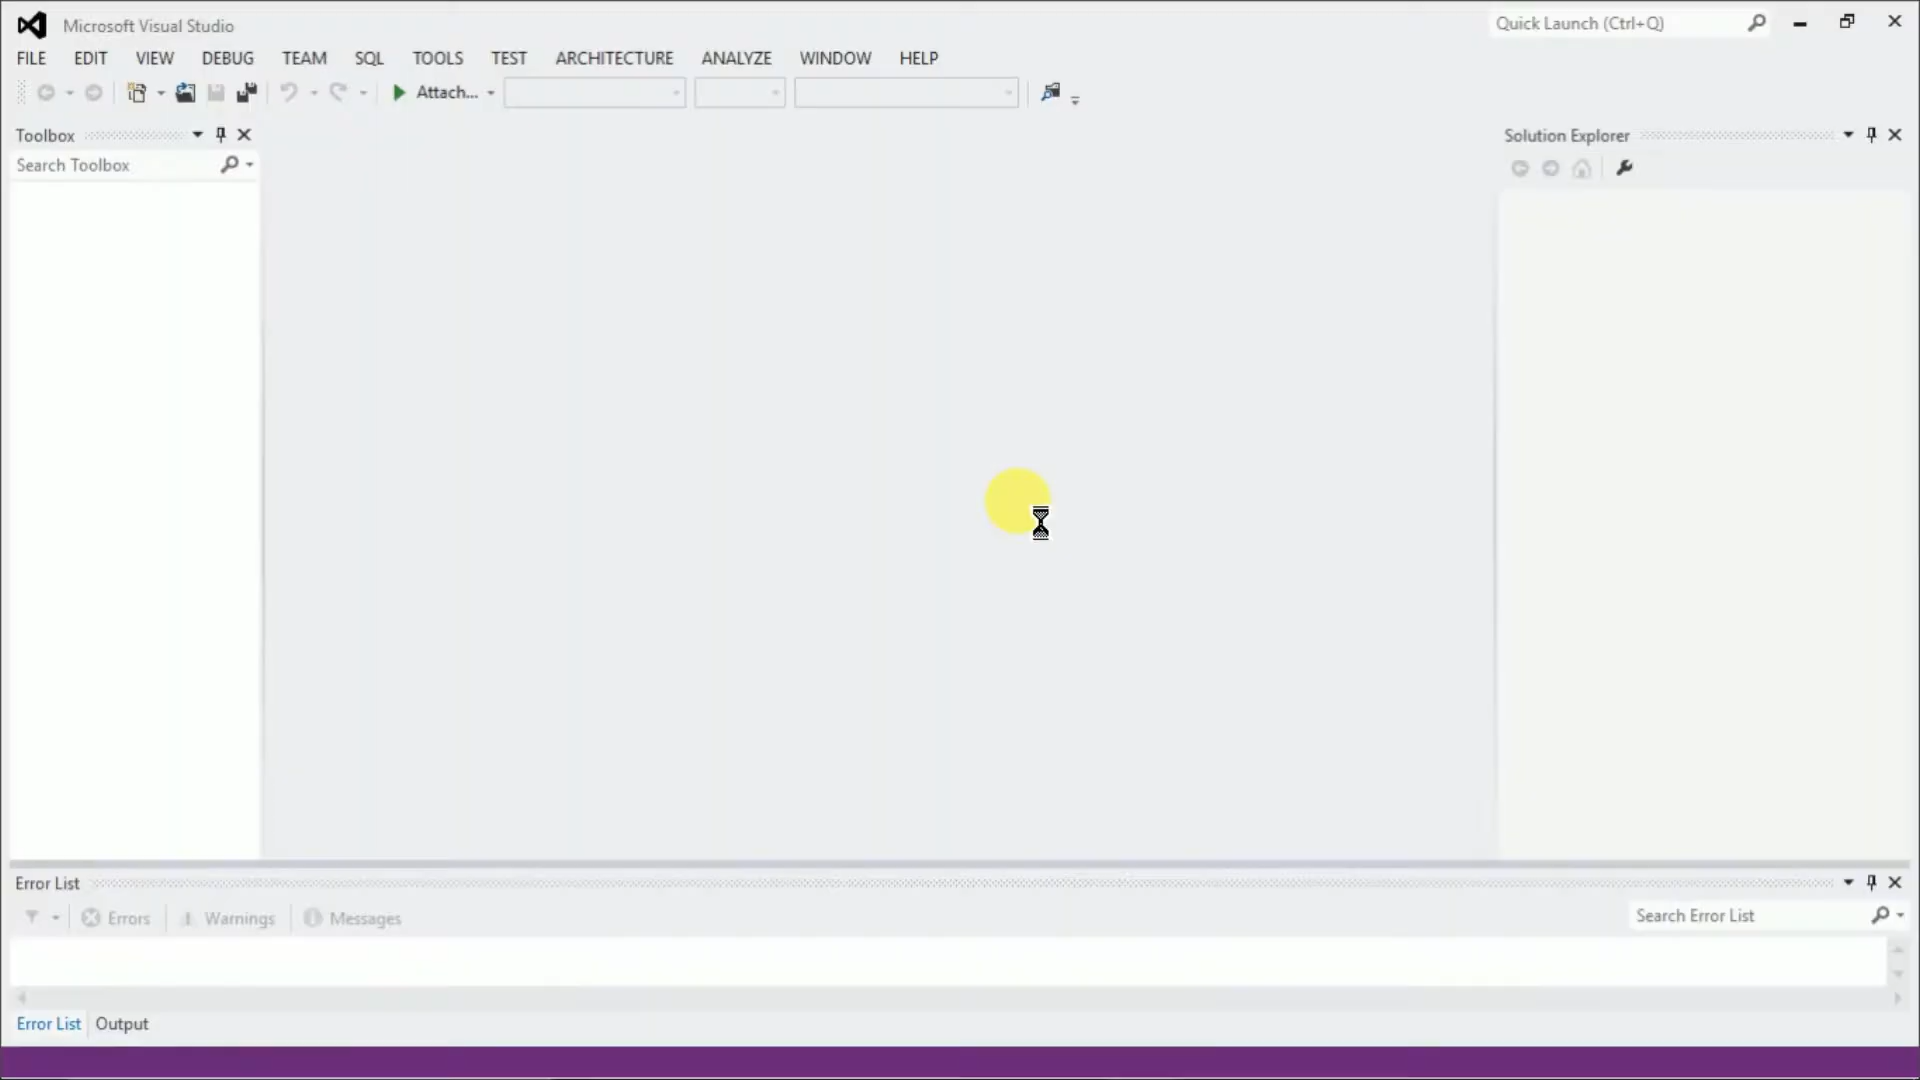 Microsoft Visual Studio
Quick Launch (Ctrl+Q)
FILE EDIT VIEW DEBUG TEAM SQL TOOLS TEST ARCHITECTURE ANALYZE WINDOW HELP
Attach...
Toolbox
Solution Explorer
Search Toolbox
Error List
Errors Warnings Messages
Search Error List
Error List Output